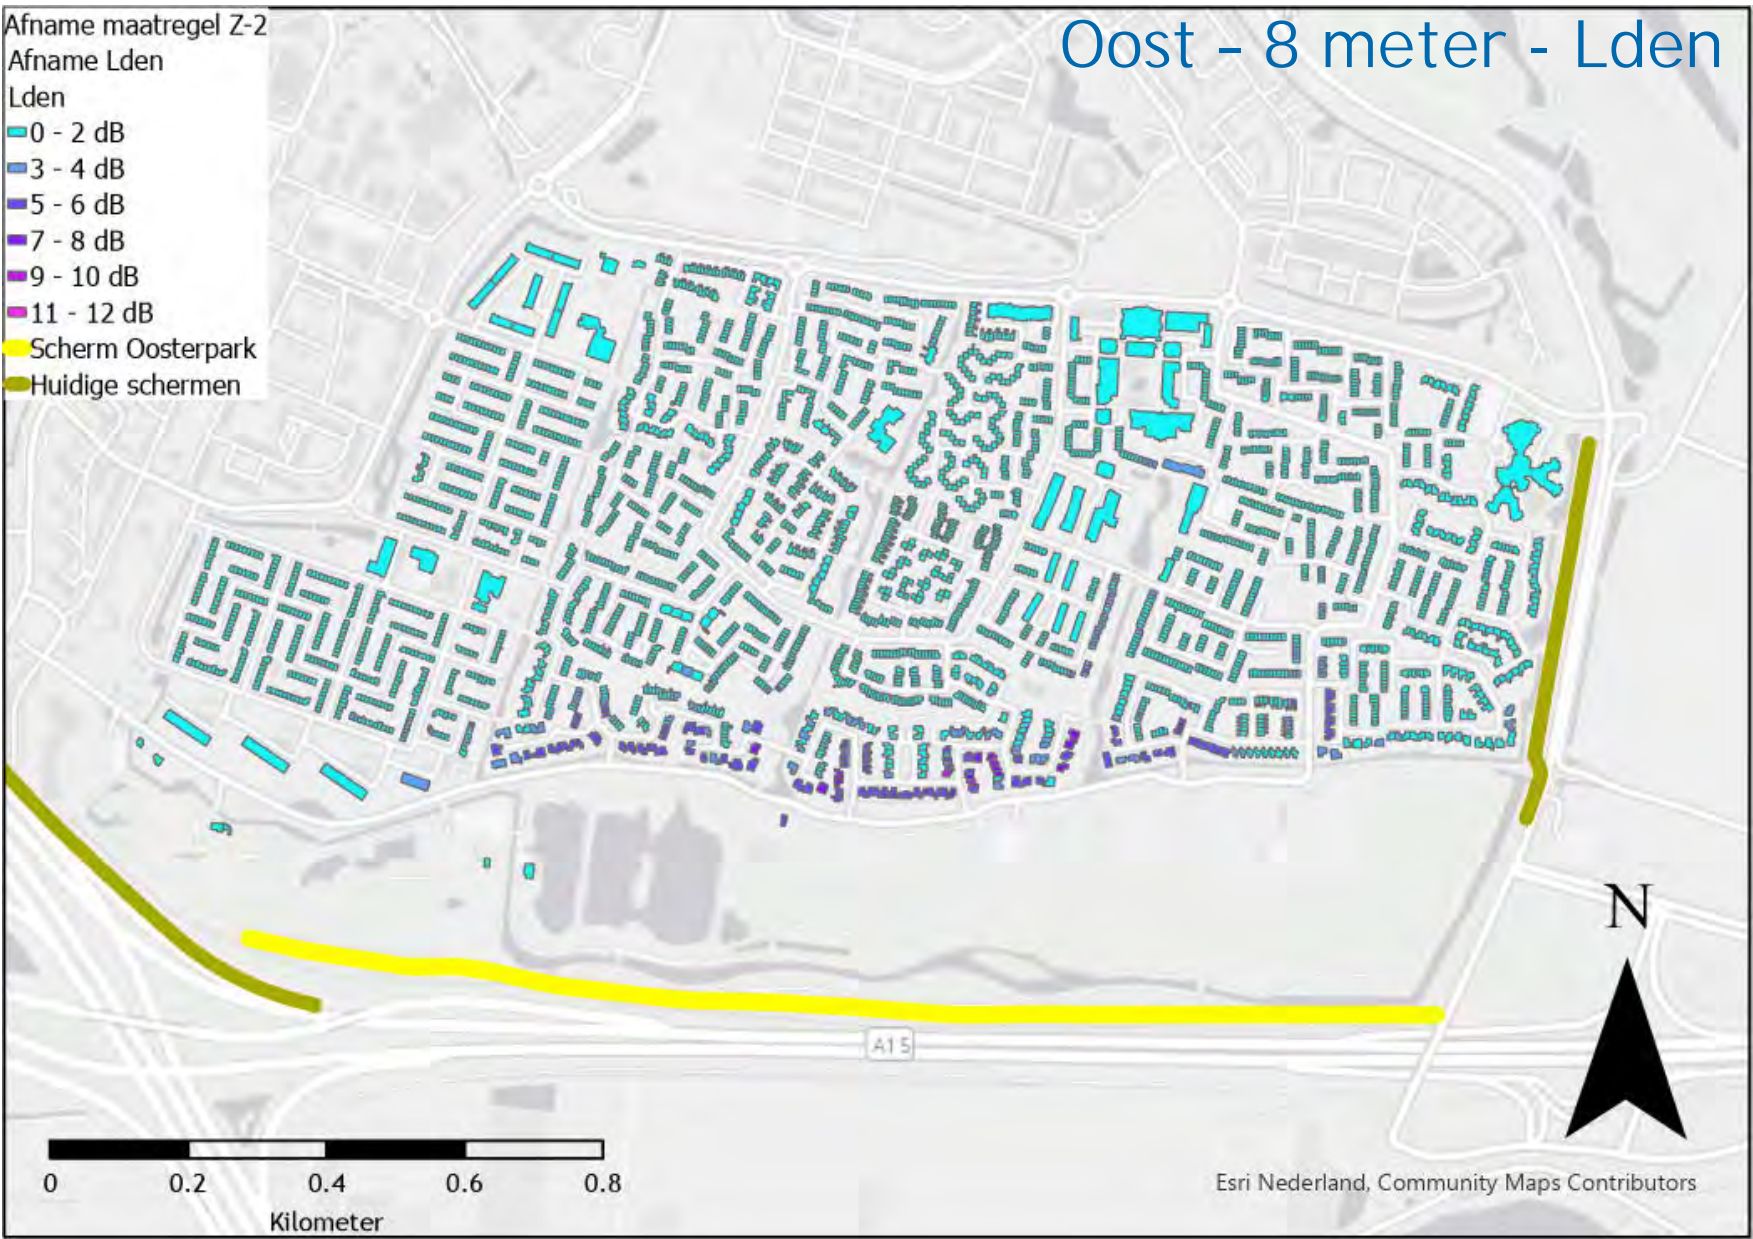 Oost - 8 meter - Lden
Afname maatregel Z-2
Afname Lden
Lden
0 - 2 dB
3 - 4 dB
5 - 6 dB
7 - 8 dB
9 - 10 dB
11 - 12 dB
Scherm Oosterpark
Huidige schermen
N
A15
0 0.2 0.4 0.6 0.8
Kilometer
Esri Nederland, Community Maps Contributors